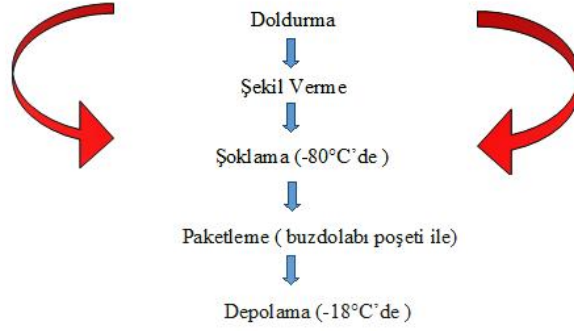 Doldurma
Şekil Verme
Şoklama (-80°C'de )
Paketleme ( buzdolabı poşeti ile)
Depolama (-18°C'de )